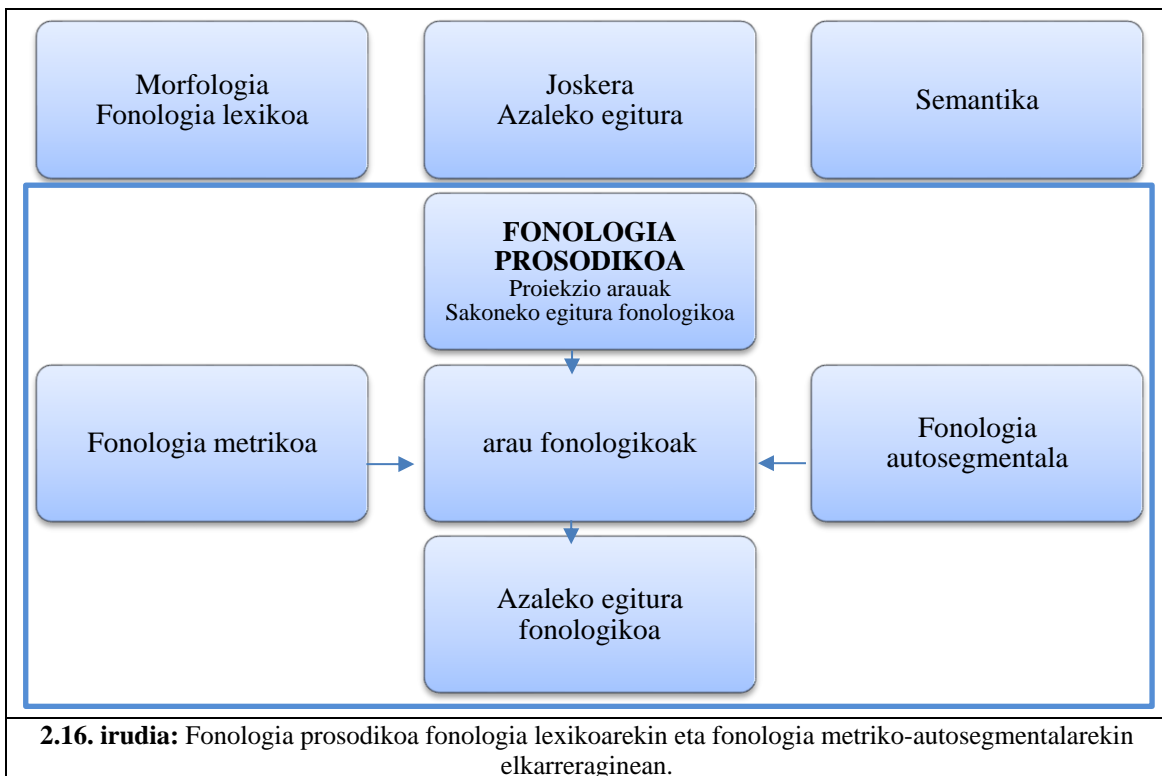 Morfologia
Fonologia lexikoa
Joskera
Azaleko egitura
Semantika
FONOLOGIA
PROSODIKOA
Proiekzio arauak
Sakoneko egitura fonologikoa
Fonologia metrikoa
arau fonologikoak
Fonologia
autosegmentala
Azaleko egitura
fonologikoa
2.16. irudia: Fonologia prosodikoa fonologia lexikoarekin eta fonologia metriko-autosegmentalarekin
elkarreraginean.